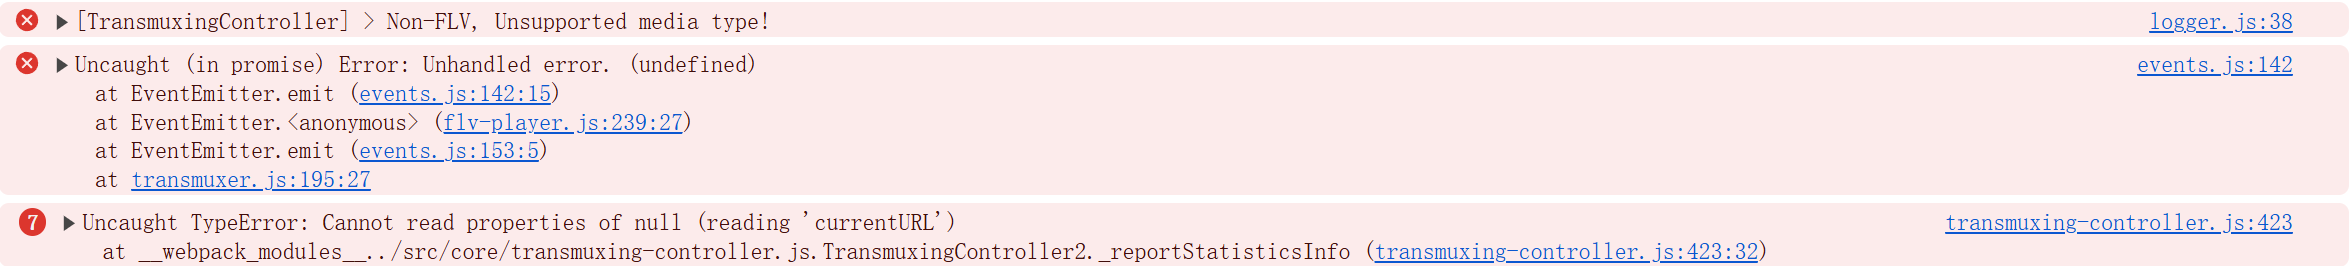 [TransmuxingController] > Non-FLV, Unsupported media type! logger.js:38
Uncaught (in promise) Error: Unhandled error. (undefined) events.js:142
at EventEmitter.emit (events.js:142:15)
at EventEmitter.<anonymous> (flv-player.js:239:27)
at EventEmitter.emit (events.js:153:5)
at transmuxer.js:195:27
7 Uncaught TypeError: Cannot read properties of null (reading 'currentURL') transmuxing-controller.js:423
at __webpack_modules__../src/core/transmuxing-controller.js.TransmuxingController2._reportStatisticsInfo (transmuxing-controller.js:423:32)